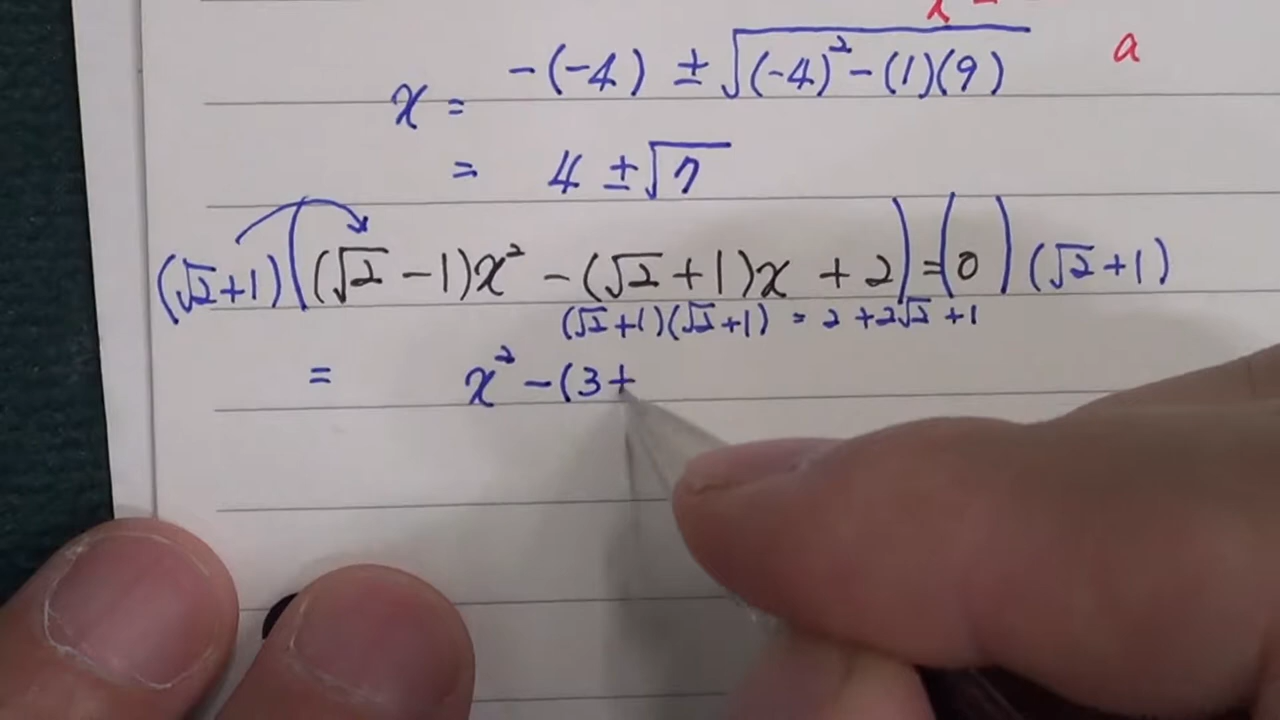 x = -(-4) ± √(-4)² - (1)(9)
a
= 4 ± √7
(√2+1)((√2 - 1)x² - (√2 + 1)x + 2) = (0)(√2+1)
(√2+1)(√2+1) = 2 + 2√2 + 1
= x² - (3+